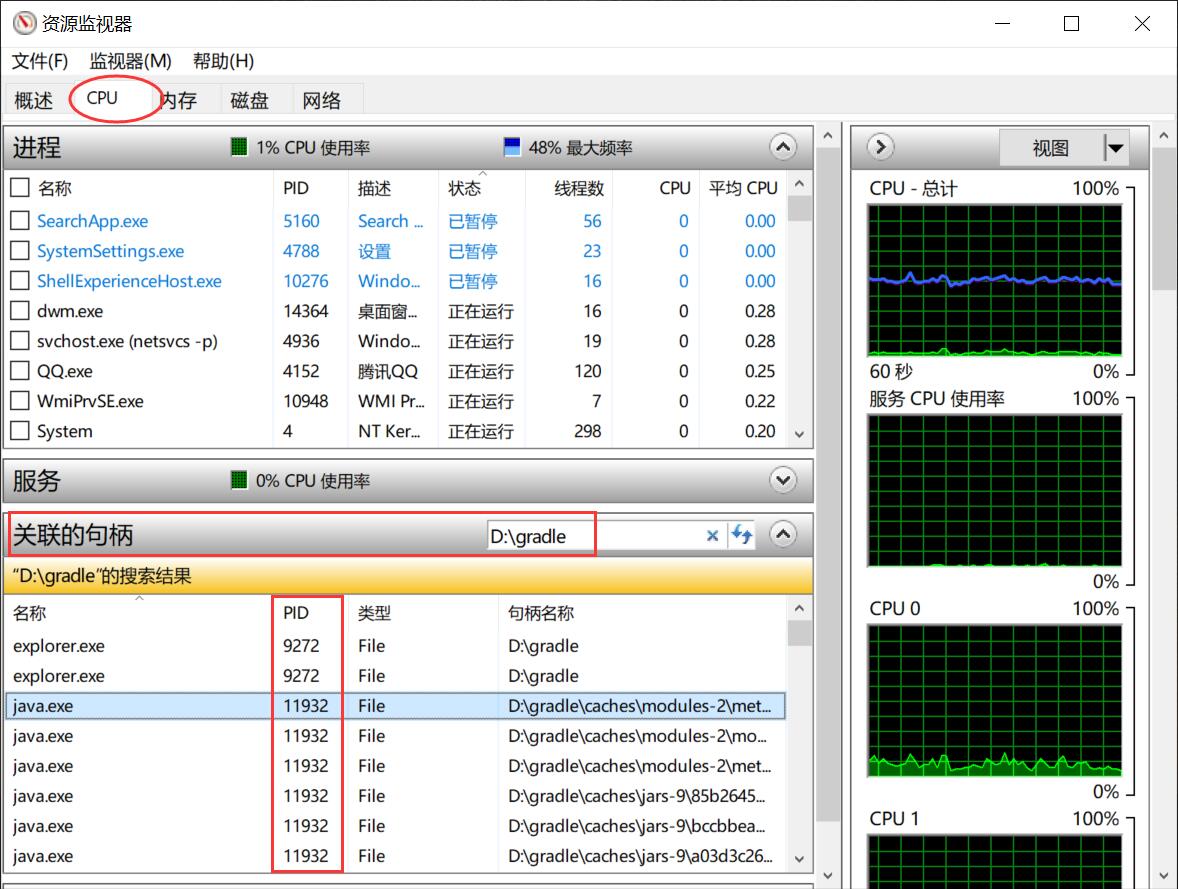 资源监视器
文件(F) 监视器(M) 帮助(H)
概述 CPU 内存 磁盘 网络
进程 1% CPU 使用率 48% 最大频率
名称 PID 描述 状态 线程数 CPU 平均 CPU
SearchApp.exe 5160 Search ... 已暂停 56 0 0.00
SystemSettings.exe 4788 设置 已暂停 23 0 0.00
ShellExperienceHost.exe 10276 Windo... 已暂停 16 0 0.00
dwm.exe 14364 桌面窗... 正在运行 16 0 0.28
svchost.exe (netsvcs -p) 4936 Windo... 正在运行 19 0 0.28
QQ.exe 4152 腾讯QQ 正在运行 120 0 0.25
WmiPrvSE.exe 10948 WMI Pr... 正在运行 7 0 0.22
System 4 NT Ker... 正在运行 298 0 0.20
服务 0% CPU 使用率
关联的句柄 D:\gradle
“D:\gradle”的搜索结果
名称 PID 类型 句柄名称
explorer.exe 9272 File D:\gradle
explorer.exe 9272 File D:\gradle
java.exe 11932 File D:\gradle\caches\modules-2\met...
java.exe 11932 File D:\gradle\caches\modules-2\mo...
java.exe 11932 File D:\gradle\caches\modules-2\met...
java.exe 11932 File D:\gradle\caches\jars-9\85b2645...
java.exe 11932 File D:\gradle\caches\jars-9\bccbbea...
java.exe 11932 File D:\gradle\caches\jars-9\a03d3c26...
视图
CPU - 总计 100%
60 秒 0%
服务 CPU 使用率 100%
0%
CPU 0 100%
0%
CPU 1 100%